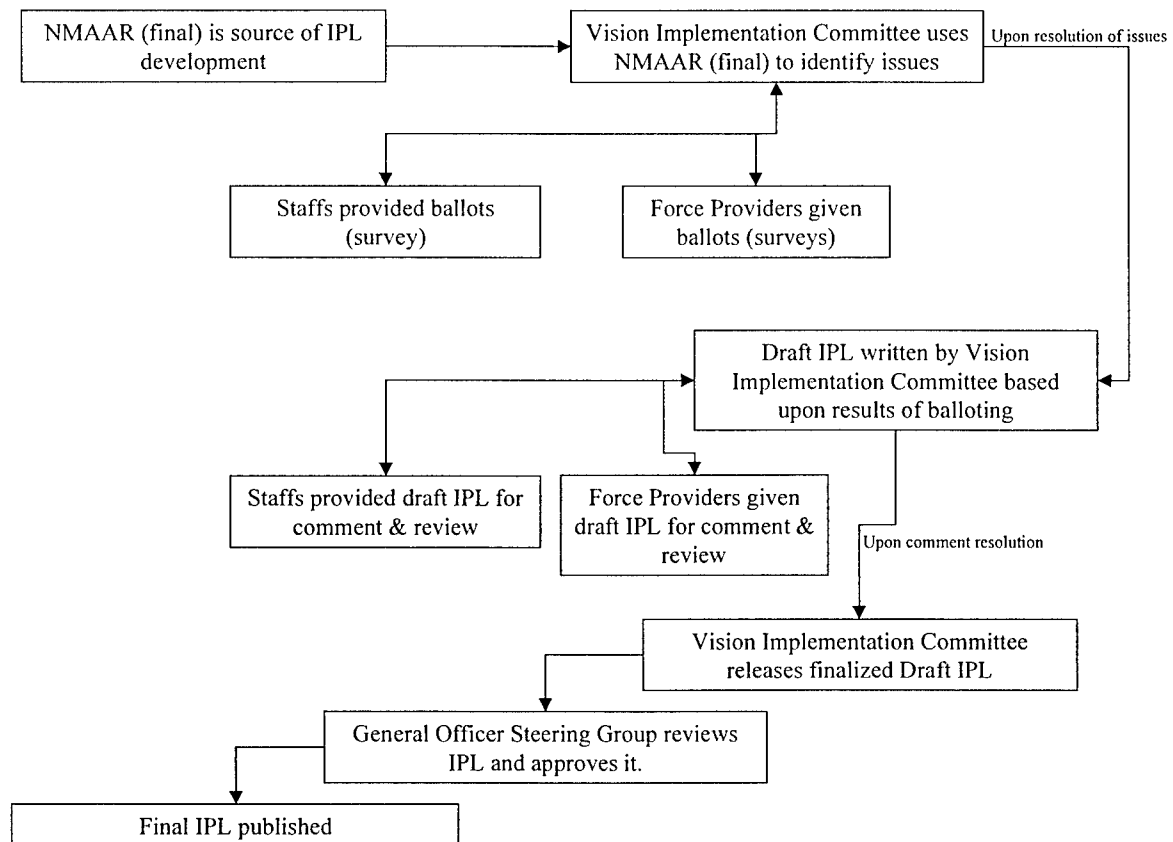 NMAAR (final) is source of IPL
development
Vision Implementation Committee uses
NMAAR (final) to identify issues
Upon resolution of issues
Staffs provided ballots
(survey)
Force Providers given
ballots (surveys)
Draft IPL written by Vision
Implementation Committee based
upon results of balloting
Staffs provided draft IPL for
comment & review
Force Providers given
draft IPL for comment &
review
Upon comment resolution
Vision Implementation Committee
releases finalized Draft IPL
General Officer Steering Group reviews
IPL and approves it.
Final IPL published